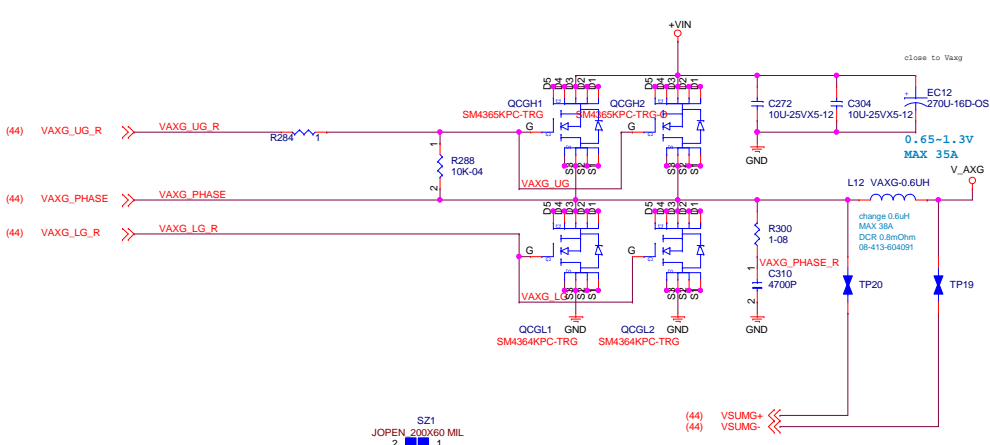 +VIN
close to Vaxg
D5 D4 D3 D2 D1
D5 D4 D3 D2 D1
QCGH1
SM4365KPC-TRG
QCGH2
SM4365KPC-TRG-O
C272
10U-25VX5-12
C304
10U-25VX5-12
+
EC12
270U-16D-OS
(44) VAXG_UG_R
VAXG_UG_R
R284
1
G
G
0.65~1.3V
MAX 35A
1
R288
10K-04
2
S3 S2 S1
S3 S2 S1
GND
V_AXG
VAXG_UG
L12 VAXG-0.6UH
(44) VAXG_PHASE
VAXG_PHASE
D5 D4 D3 D2 D1
D5 D4 D3 D2 D1
change 0.6uH
MAX 38A
DCR 0.8mOhm
08-413-604091
(44) VAXG_LG_R
VAXG_LG_R
R300
1-08
G
G
VAXG_PHASE_R
1
C310
4700P
2
TP20
TP19
VAXG_LG
S3 S2 S1
S3 S2 S1
QCGL1
SM4364KPC-TRG
GND
QCGL2
SM4364KPC-TRG
GND
GND
(44) VSUMG+
(44) VSUMG-
SZ1
JOPEN_200X60 MIL
2 1